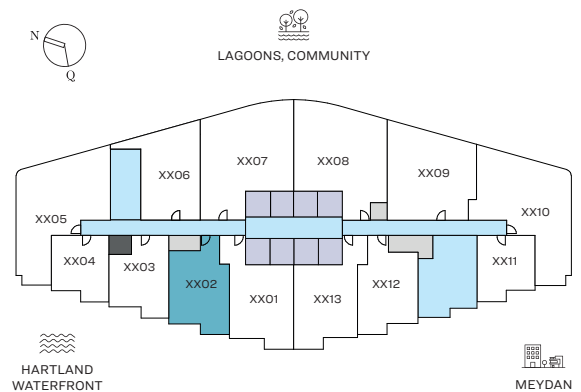 N
Q
LAGOONS, COMMUNITY
XX07
XX08
XX06
XX09
XX05
XX10
XX04
XX03
XX02
XX01
XX13
XX12
XX11
HARTLAND
WATERFRONT
MEYDAN